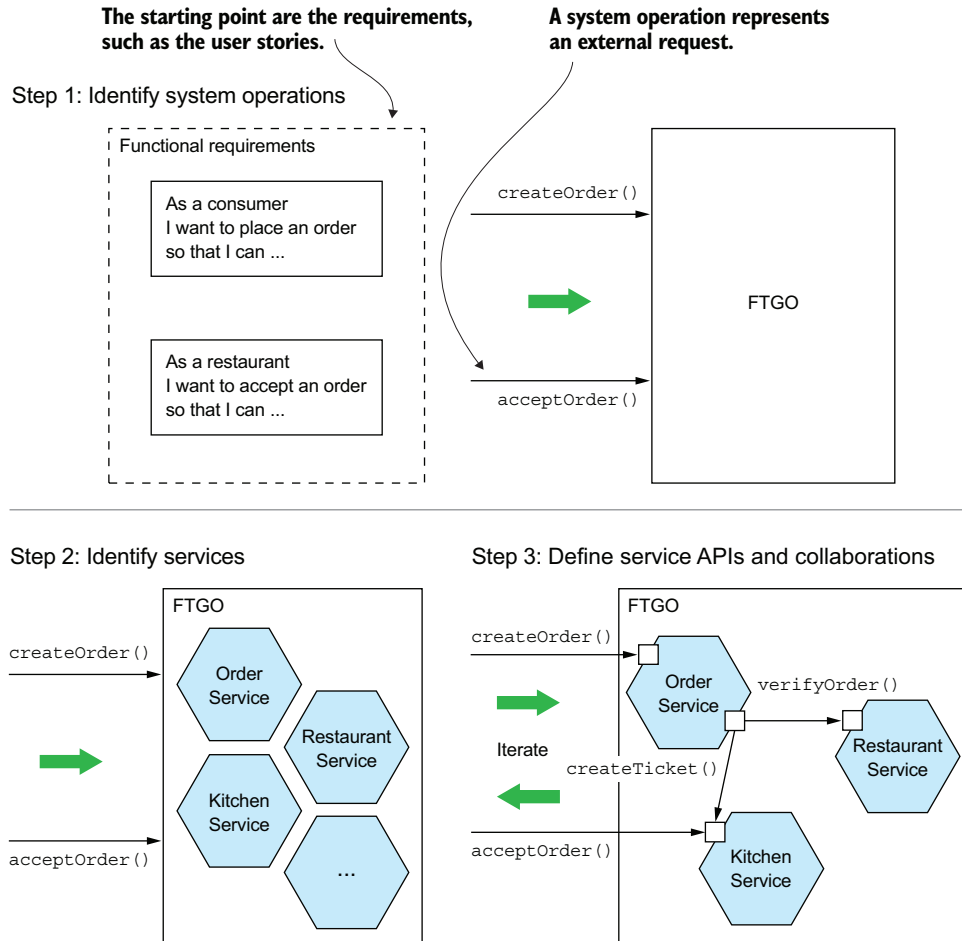 The starting point are the requirements,
such as the user stories.
A system operation represents
an external request.
Step 1: Identify system operations
Functional requirements
As a consumer
I want to place an order
so that I can ...
As a restaurant
I want to accept an order
so that I can ...
createOrder()
acceptOrder()
FTGO
Step 2: Identify services
createOrder()
acceptOrder()
FTGO
Order
Service
Restaurant
Service
Kitchen
Service
...
Step 3: Define service APIs and collaborations
createOrder()
Iterate
acceptOrder()
FTGO
Order
Service
verifyOrder()
createTicket()
Restaurant
Service
Kitchen
Service